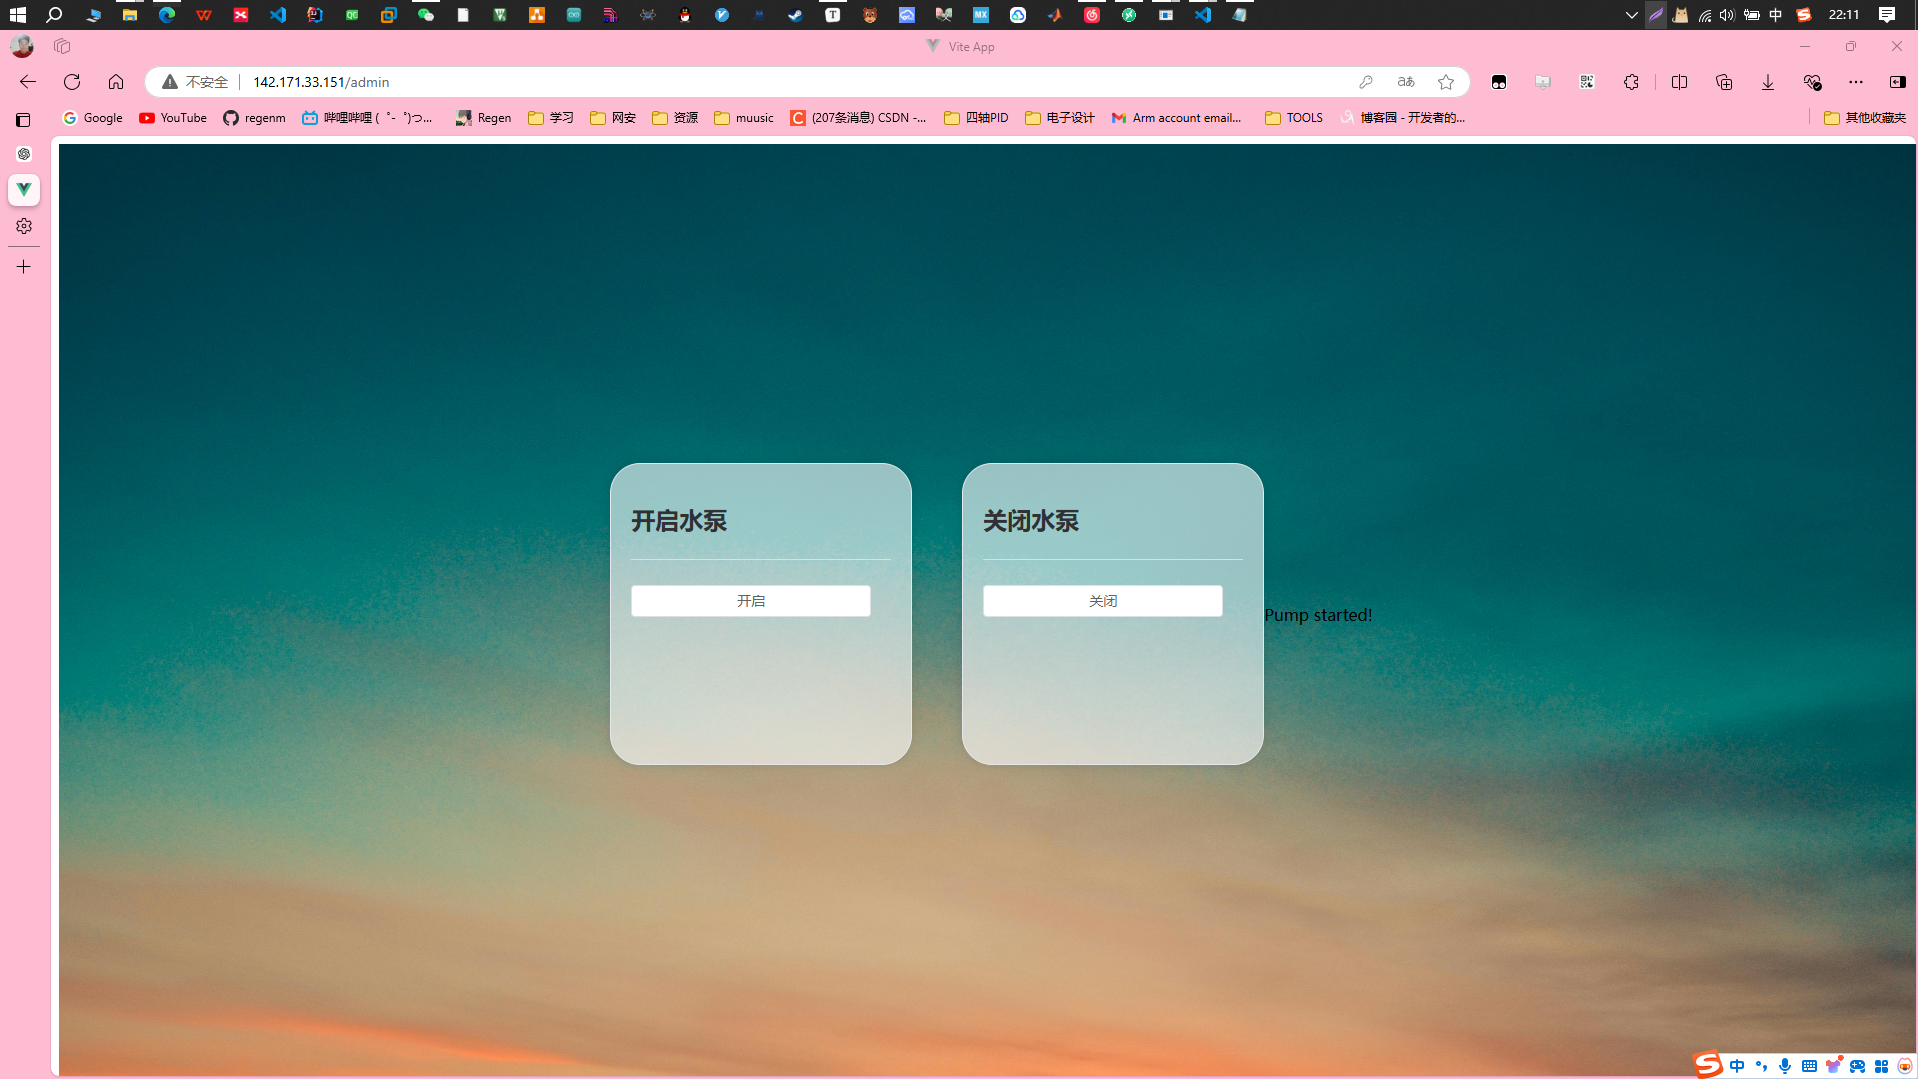 中
22:11
Vite App
不安全
142.171.33.151/admin
Google
YouTube
regenm
哔哩哔哩 (゜-゜)つ...
Regen
学习
网安
资源
muusic
(207条消息) CSDN -...
四轴PID
电子设计
Arm account email...
TOOLS
博客园 - 开发者的...
其他收藏夹
开启水泵
开启
关闭水泵
关闭
Pump started!
中